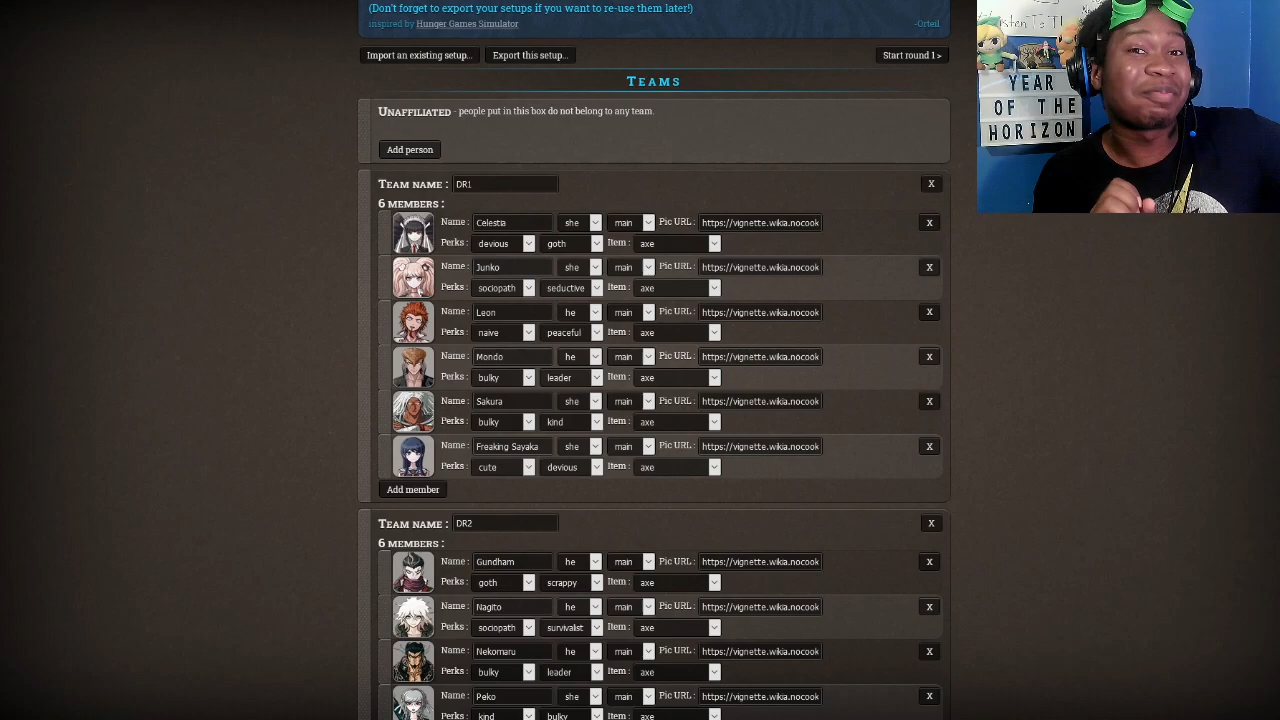 (Don't forget to export your setups if you want to re-use them later!)
inspired by Hunger Games Simulator
-Orteil
Import an existing setup...
Export this setup...
Start round 1 >
TEAMS
UNAFFILIATED - people put in this box do not belong to any team.
Add person
TEAM NAME : DR1 X
6 MEMBERS :
Name : Celestia she main Pic URL : https://vignette.wikia.nocook X
Perks : devious goth Item : axe
Name : Junko she main Pic URL : https://vignette.wikia.nocook X
Perks : sociopath seductive Item : axe
Name : Leon he main Pic URL : https://vignette.wikia.nocook X
Perks : naive peaceful Item : axe
Name : Mondo he main Pic URL : https://vignette.wikia.nocook X
Perks : bulky leader Item : axe
Name : Sakura she main Pic URL : https://vignette.wikia.nocook X
Perks : bulky kind Item : axe
Name : Freaking Sayaka she main Pic URL : https://vignette.wikia.nocook X
Perks : cute devious Item : axe
Add member
TEAM NAME : DR2 X
6 MEMBERS :
Name : Gundham he main Pic URL : https://vignette.wikia.nocook X
Perks : goth scrappy Item : axe
Name : Nagito he main Pic URL : https://vignette.wikia.nocook X
Perks : sociopath survivalist Item : axe
Name : Nekomaru he main Pic URL : https://vignette.wikia.nocook X
Perks : bulky leader Item : axe
Name : Peko she main Pic URL : https://vignette.wikia.nocook X
Perks : kind bulky Item : axe
YEAR
OF THE
HORIZON